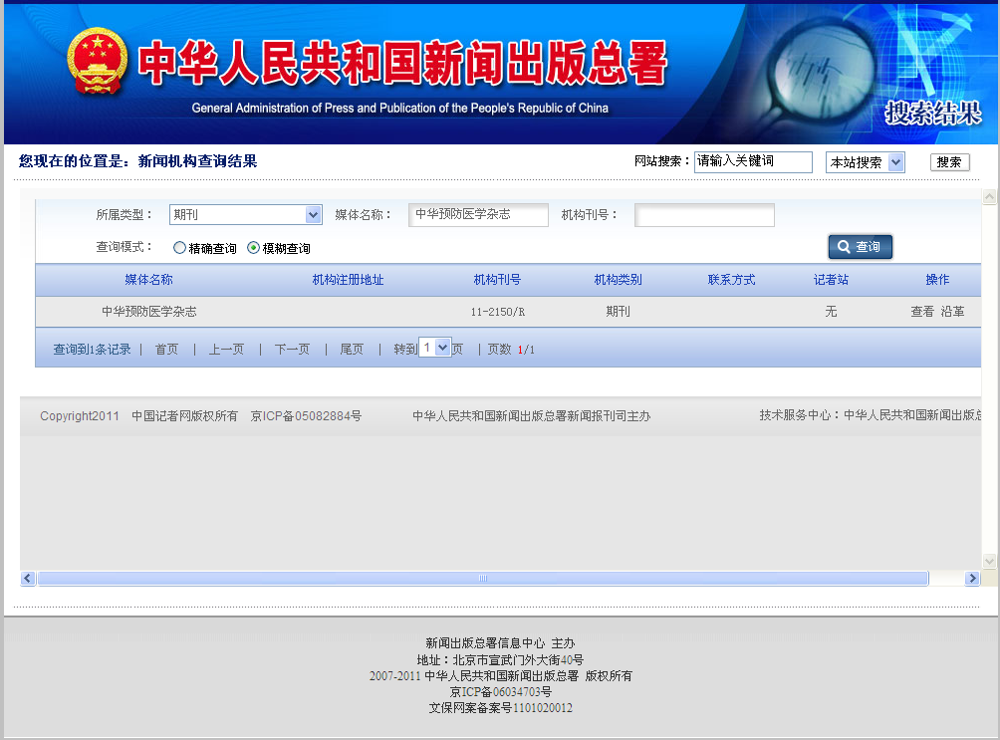 中华人民共和国新闻出版总署
General Administration of Press and Publication of the People's Republic of China
搜索结果
您现在的位置是：新闻机构查询结果 网站搜索：请输入关键词 本站搜索 搜索
所属类型： 期刊 媒体名称： 中华预防医学杂志 机构刊号：
查询模式： 精确查询 模糊查询 查询
媒体名称 机构注册地址 机构刊号 机构类别 联系方式 记者站 操作
中华预防医学杂志 11-2150/R 期刊 无 查看 沿革
查询到1条记录 | 首页 | 上一页 | 下一页 | 尾页 | 转到 1 页 | 页数 1/1
Copyright2011 中国记者网版权所有 京ICP备05082884号 中华人民共和国新闻出版总署新闻报刊司主办 技术服务中心：中华人民共和国新闻出版总
新闻出版总署信息中心 主办
地址：北京市宣武门外大街40号
2007-2011 中华人民共和国新闻出版总署 版权所有
京ICP备06034703号
文保网案备案号1101020012